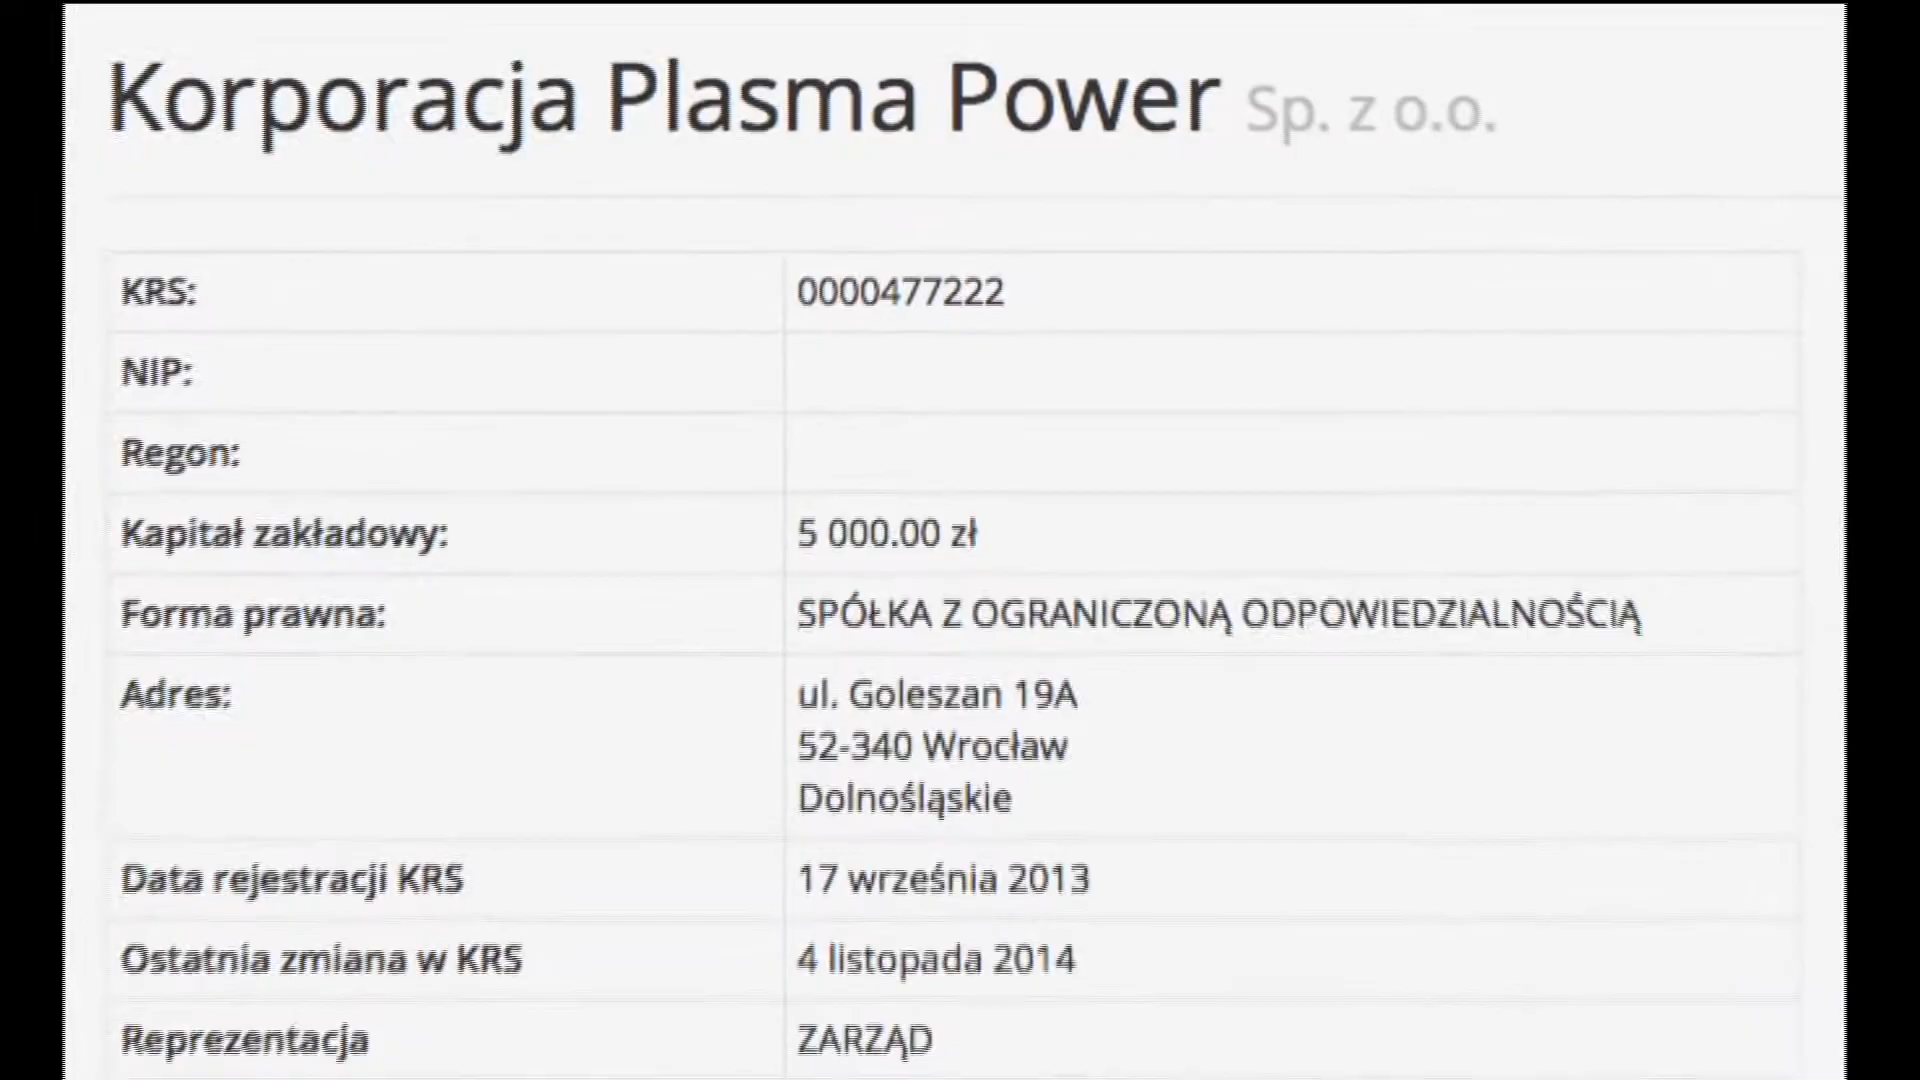 Korporacja Plasma Power Sp. z o.o.
KRS: 0000477222
NIP:
Regon:
Kapitał zakładowy: 5 000.00 zł
Forma prawna: SPÓŁKA Z OGRANICZONĄ ODPOWIEDZIALNOŚCIĄ
Adres: ul. Goleszan 19A
52-340 Wrocław
Dolnośląskie
Data rejestracji KRS 17 września 2013
Ostatnia zmiana w KRS 4 listopada 2014
Reprezentacja ZARZĄD